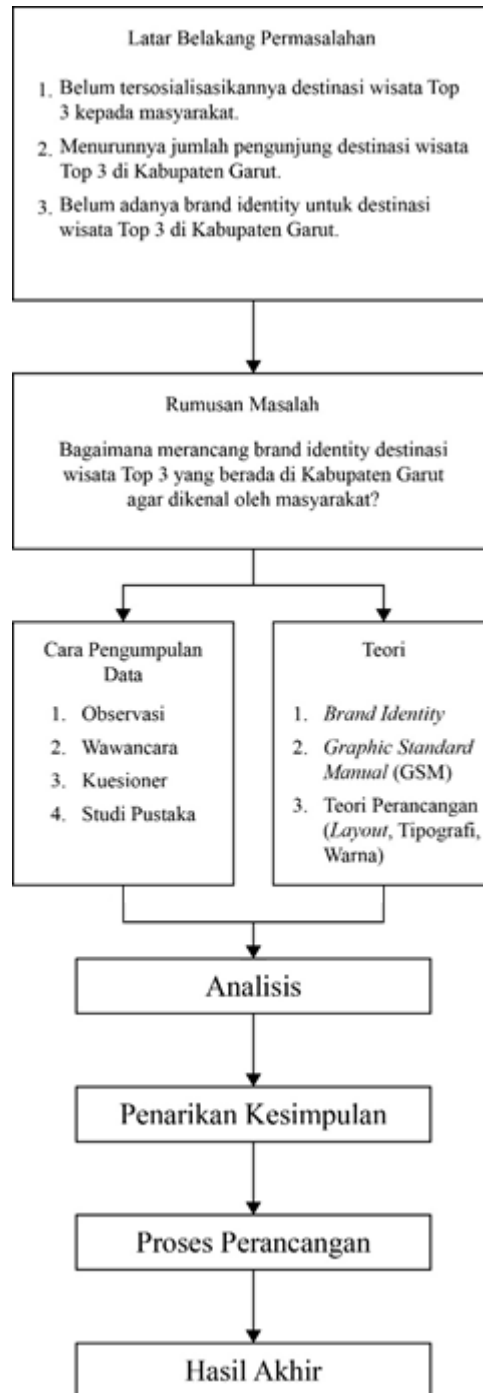 Latar Belakang Permasalahan
1. Belum tersosialisasikannya destinasi wisata Top
3 kepada masyarakat.
2. Menurunnya jumlah pengunjung destinasi wisata
Top 3 di Kabupaten Garut.
3. Belum adanya brand identity untuk destinasi
wisata Top 3 di Kabupaten Garut.
Rumusan Masalah
Bagaimana merancang brand identity destinasi
wisata Top 3 yang berada di Kabupaten Garut
agar dikenal oleh masyarakat?
Cara Pengumpulan
Data
1. Observasi
2. Wawancara
3. Kuesioner
4. Studi Pustaka
Teori
1. Brand Identity
2. Graphic Standard
Manual (GSM)
3. Teori Perancangan
(Layout, Tipografi,
Warna)
Analisis
Penarikan Kesimpulan
Proses Perancangan
Hasil Akhir